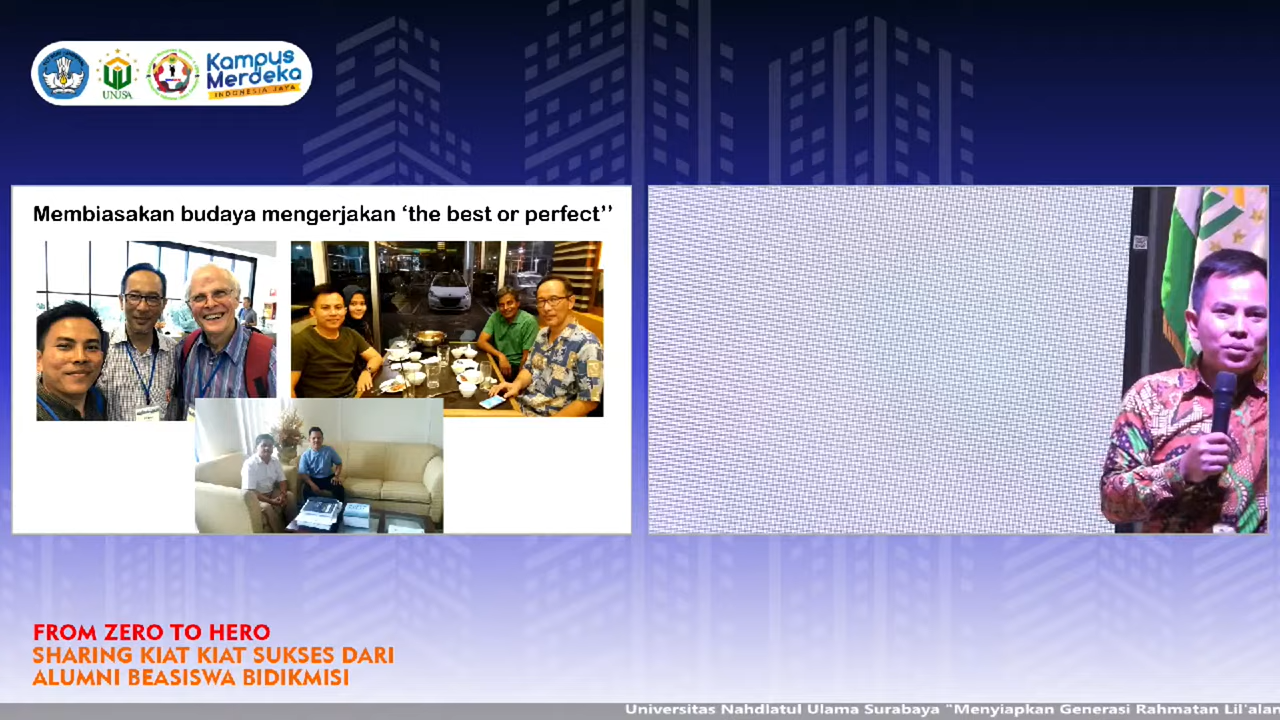 UNUSA
Kampus
Merdeka
INDONESIA JAYA
Membiasakan budaya mengerjakan ‘the best or perfect’’
FROM ZERO TO HERO
SHARING KIAT KIAT SUKSES DARI
ALUMNI BEASISWA BIDIKMISI
Universitas Nahdlatul Ulama Surabaya "Menyiapkan Generasi Rahmatan Lil'alam